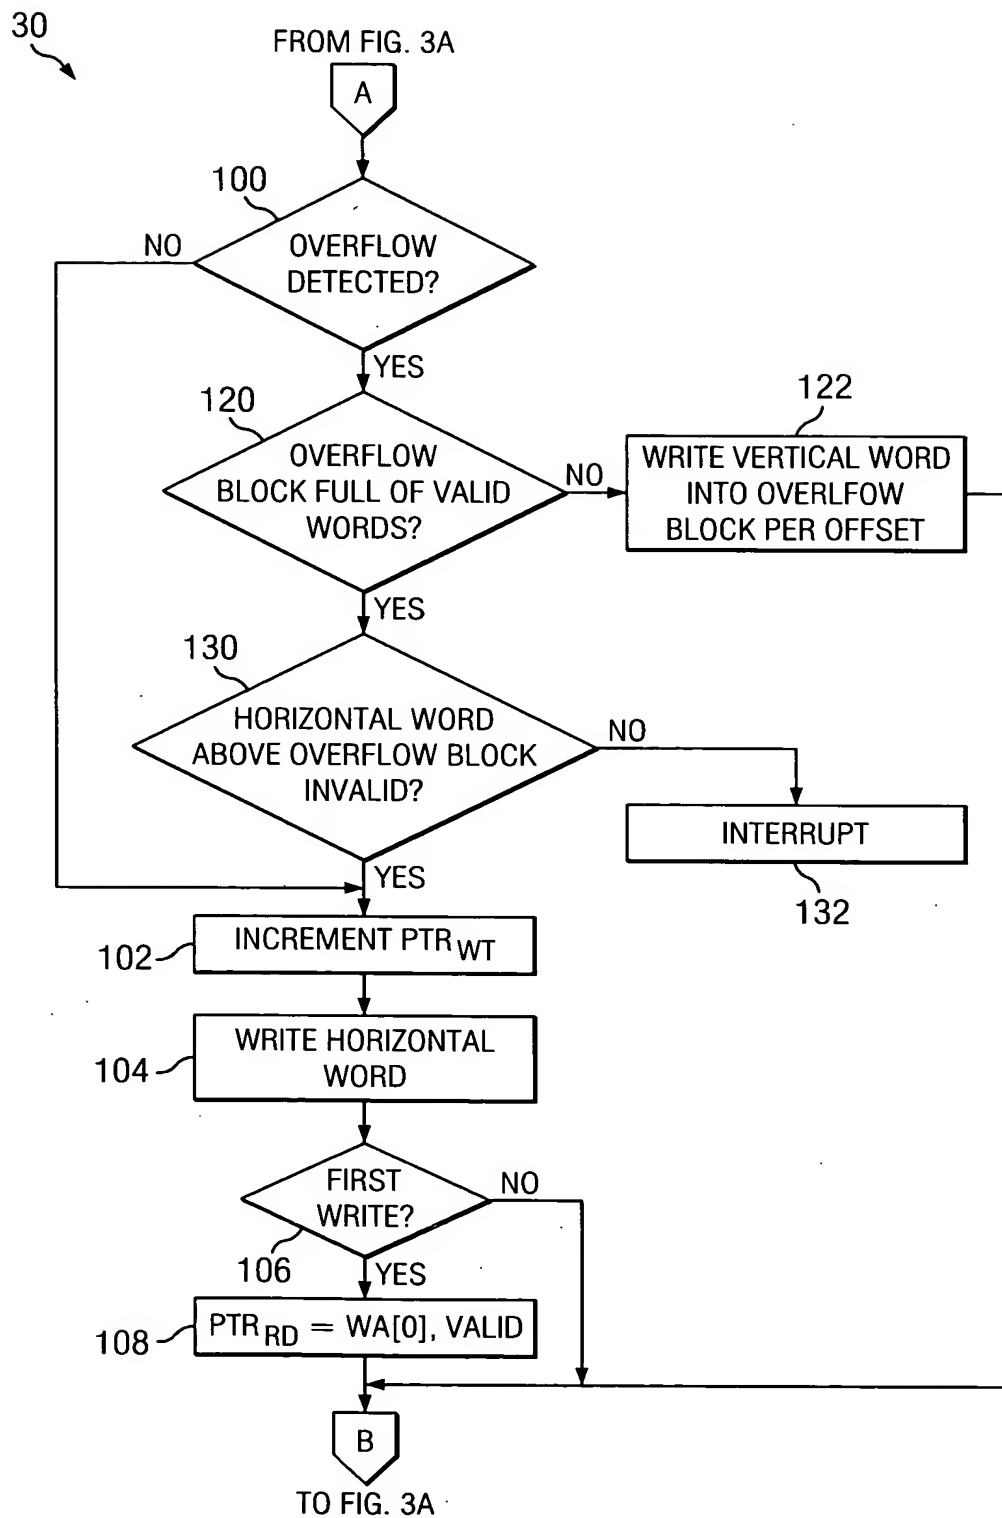 30
FROM FIG. 3A
A
100
OVERFLOW
DETECTED?
NO
YES
120
OVERFLOW
BLOCK FULL OF VALID
WORDS?
NO
122
WRITE VERTICAL WORD
INTO OVERLFOW
BLOCK PER OFFSET
YES
130
HORIZONTAL WORD
ABOVE OVERFLOW BLOCK
INVALID?
NO
INTERRUPT
132
YES
102
INCREMENT PTR WT
104
WRITE HORIZONTAL
WORD
FIRST
WRITE?
NO
106
YES
108
PTR RD = WA[0], VALID
B
TO FIG. 3A